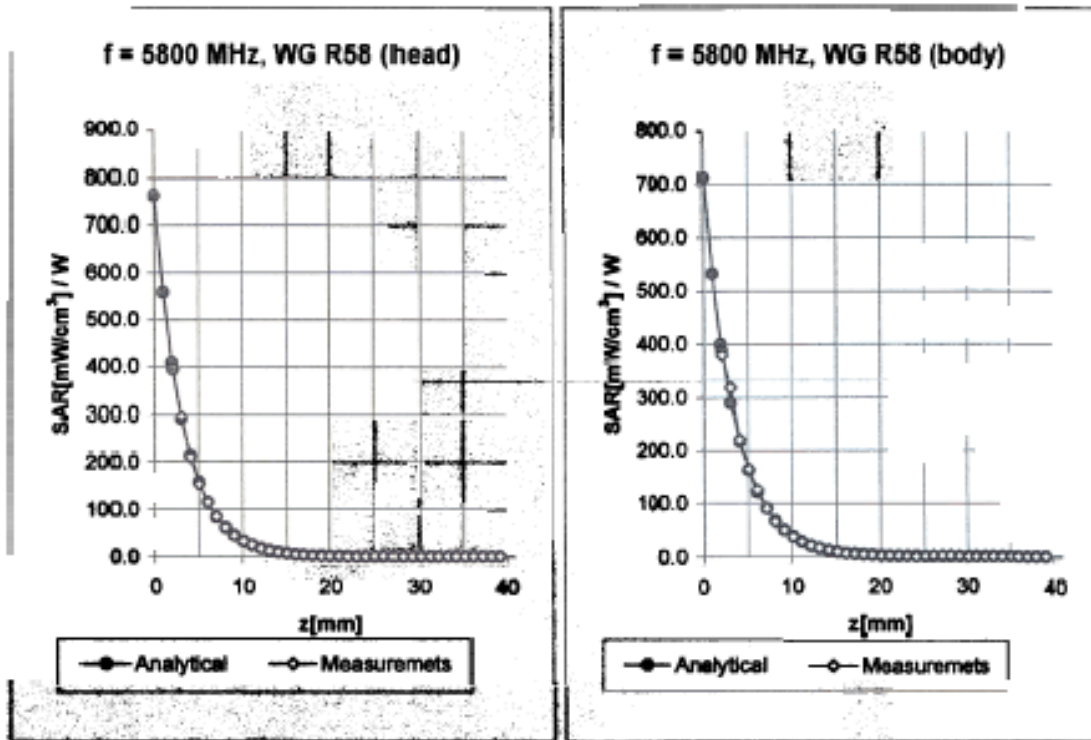 f = 5800 MHz, WG R58 (head)
900.0
800.0
700.0
600.0
500.0
400.0
300.0
200.0
100.0
0.0
SAR[mW/cm³] / W
0
10
20
30
40
z[mm]
Analytical
Measuremets
f = 5800 MHz, WG R58 (body)
800.0
700.0
600.0
500.0
400.0
300.0
200.0
100.0
0.0
SAR[mW/cm³] / W
0
10
20
30
40
z[mm]
Analytical
Measuremets